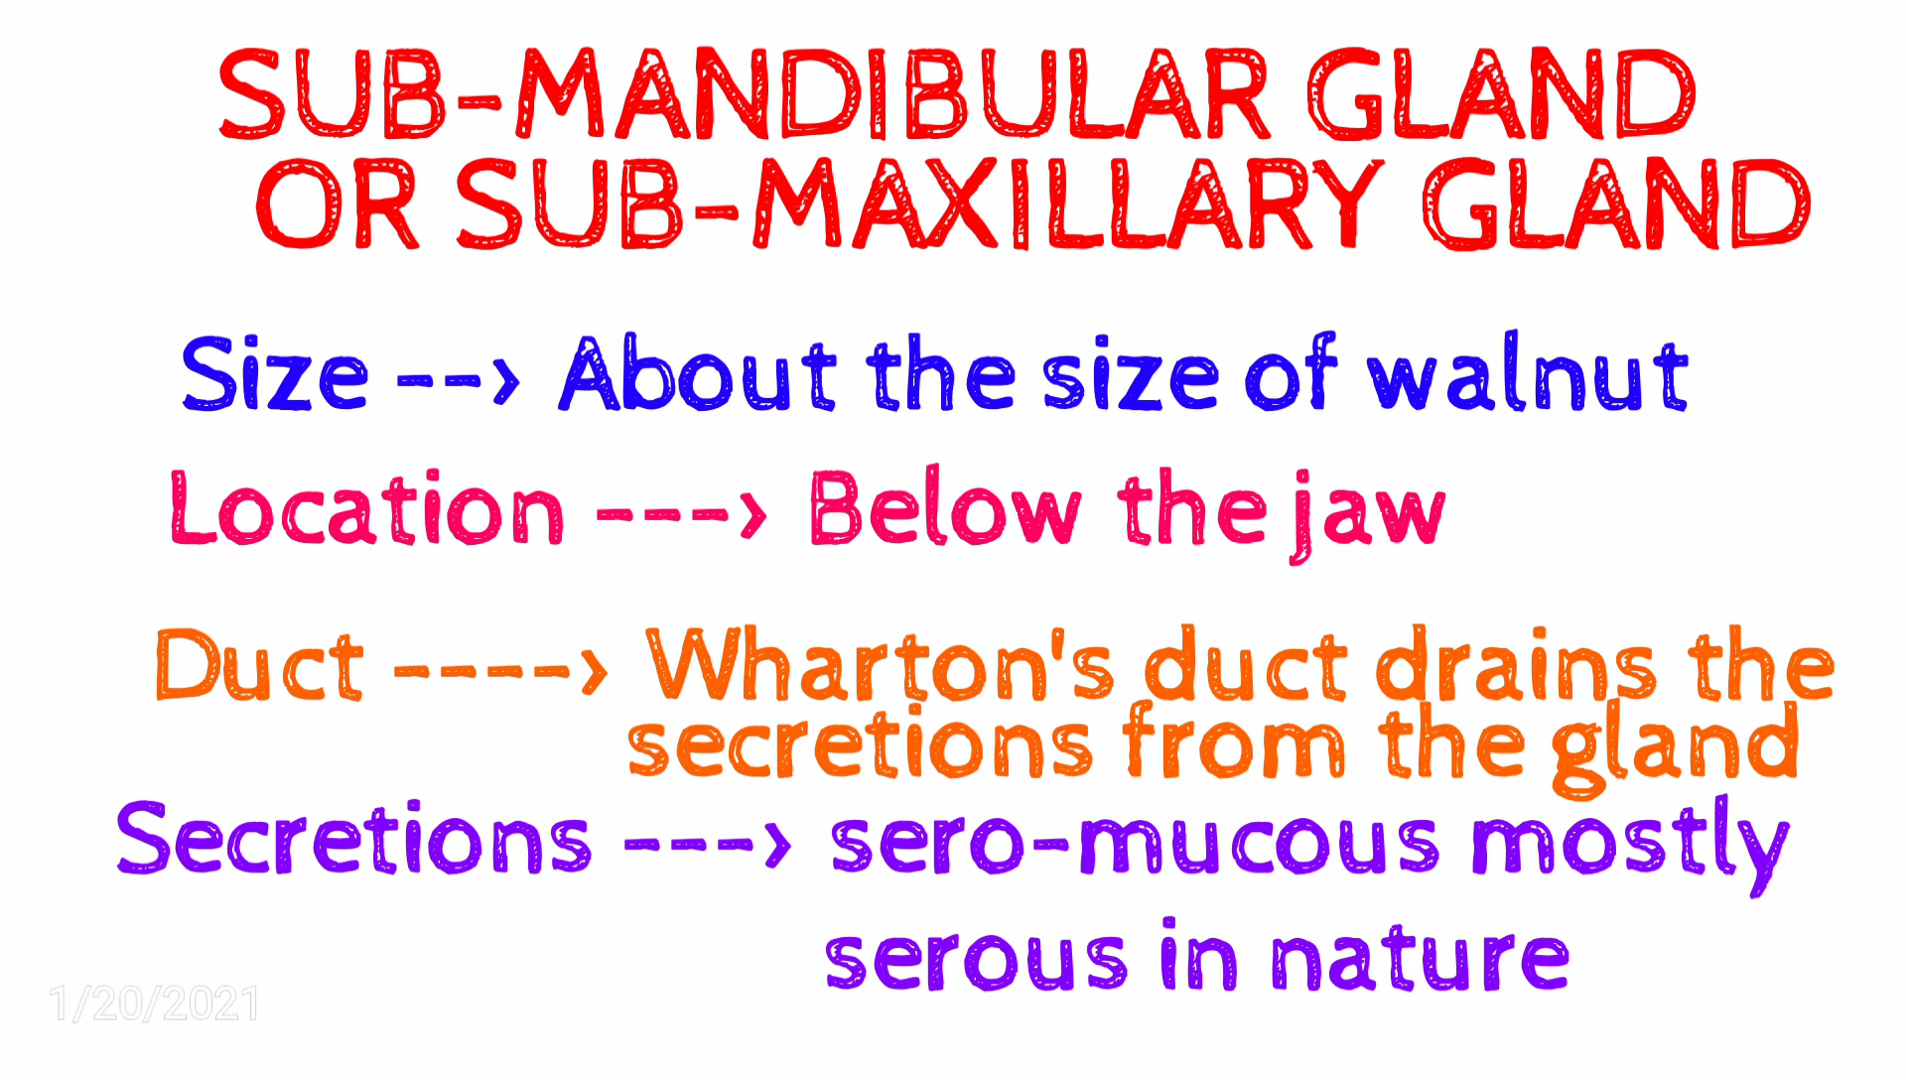 SUB-MANDIBULAR GLAND
OR SUB-MAXILLARY GLAND
Size --> About the size of walnut
Location ---> Below the jaw
Duct ----> Wharton's duct drains the
secretions from the gland
Secretions ---> sero-mucous mostly
serous in nature
1/20/2021